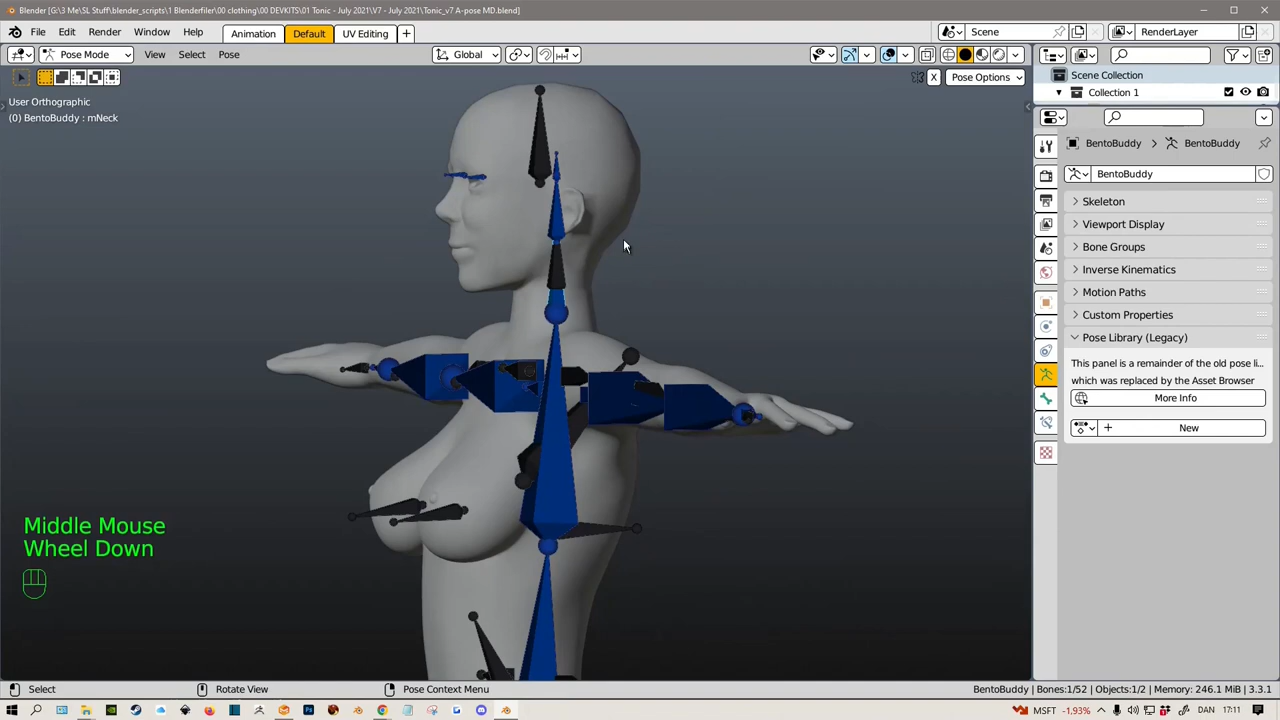 Blender [G:\3 Me\SL Stuff\blender_scripts\1 Blenderfiler\00 clothing\00 DEVKITS\01 Tonic - July 2021\V7 - July 2021\Tonic_v7 A-pose MD.blend]
File Edit Render Window Help Animation Default UV Editing + Scene RenderLayer
Pose Mode View Select Pose Global
X Pose Options
Scene Collection
Collection 1
User Orthographic
(0) BentoBuddy : mNeck
BentoBuddy > BentoBuddy
BentoBuddy
Skeleton
Viewport Display
Bone Groups
Inverse Kinematics
Motion Paths
Custom Properties
Pose Library (Legacy)
This panel is a remainder of the old pose li...
which was replaced by the Asset Browser
More Info
+ New
Middle Mouse
Wheel Down
Select Rotate View Pose Context Menu BentoBuddy | Bones:1/52 | Objects:1/2 | Memory: 246.1 MiB | 3.3.1
MSFT -1,93% DAN 17:11